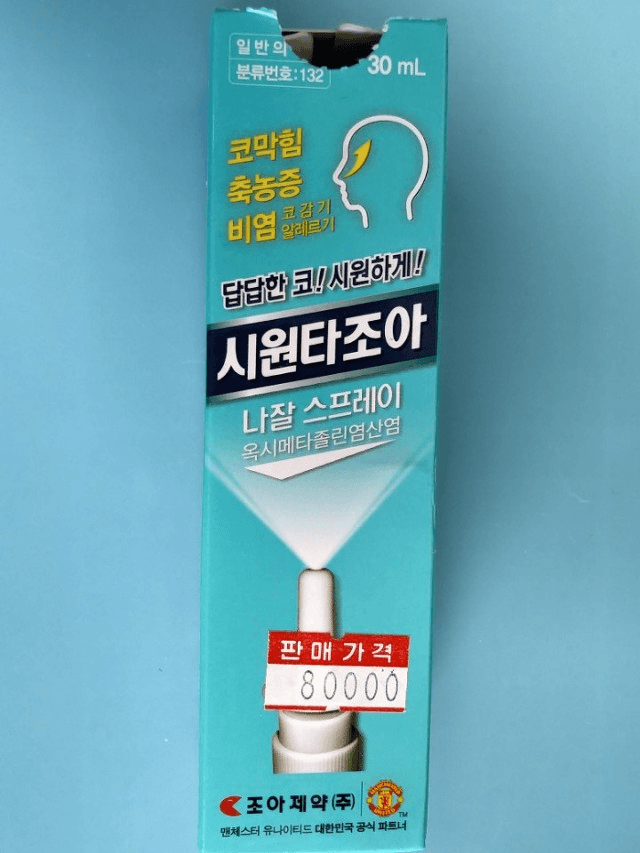 일반의
분류번호:132
30 mL
코막힘
축농증
비염 코감기 알레르기
답답한 코! 시원하게!
시원타조아
나잘 스프레이
옥시메타졸린염산염
판매가격
80000
조아제약(주)
MANCHESTER UNITED
TM
맨체스터 유나이티드 대한민국 공식 파트너